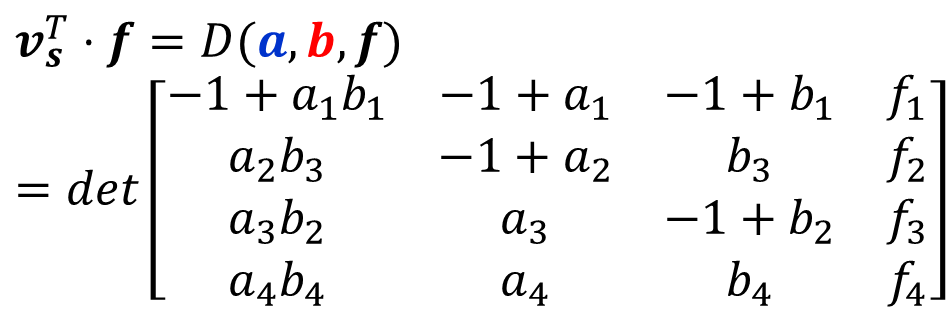 𝒗ₛᵀ · 𝒇 = D(𝒂, 𝒃, 𝒇)
= det [−1 + a₁b₁ −1 + a₁ −1 + b₁ f₁
a₂b₃ −1 + a₂ b₃ f₂
a₃b₂ a₃ −1 + b₂ f₃
a₄b₄ a₄ b₄ f₄]